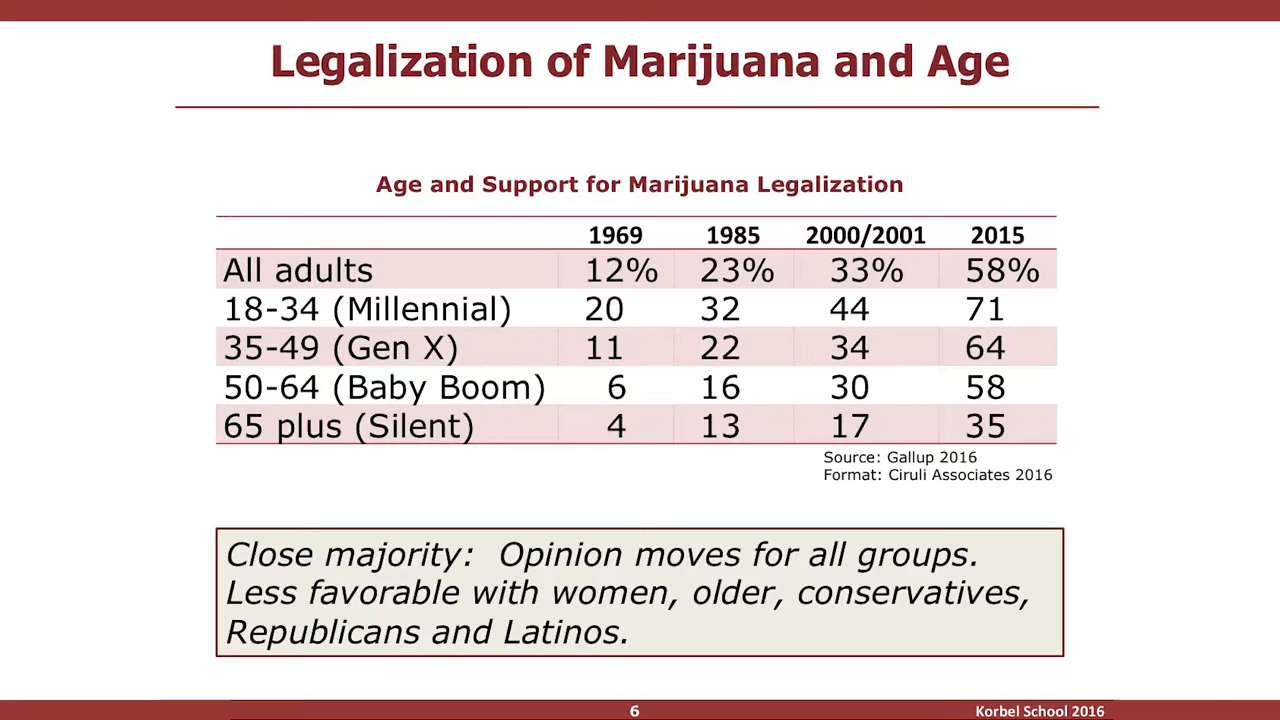 Legalization of Marijuana and Age
Age and Support for Marijuana Legalization
1969 1985 2000/2001 2015
All adults 12% 23% 33% 58%
18-34 (Millennial) 20 32 44 71
35-49 (Gen X) 11 22 34 64
50-64 (Baby Boom) 6 16 30 58
65 plus (Silent) 4 13 17 35
Source: Gallup 2016
Format: Ciruli Associates 2016
Close majority: Opinion moves for all groups.
Less favorable with women, older, conservatives,
Republicans and Latinos.
6 Korbel School 2016